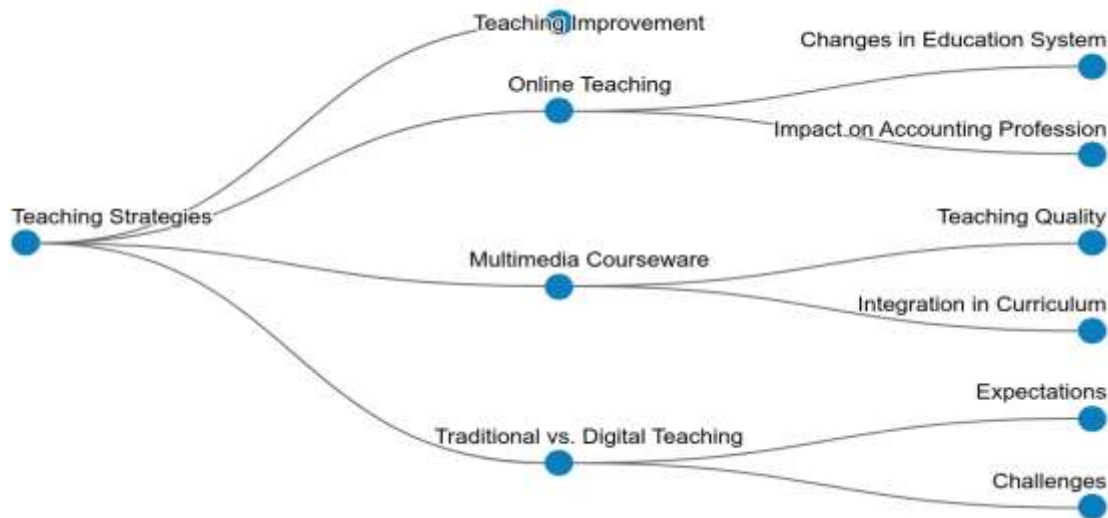 Teaching Improvement
Changes in Education System
Online Teaching
Impact on Accounting Profession
Teaching Strategies
Teaching Quality
Multimedia Courseware
Integration in Curriculum
Expectations
Traditional vs. Digital Teaching
Challenges